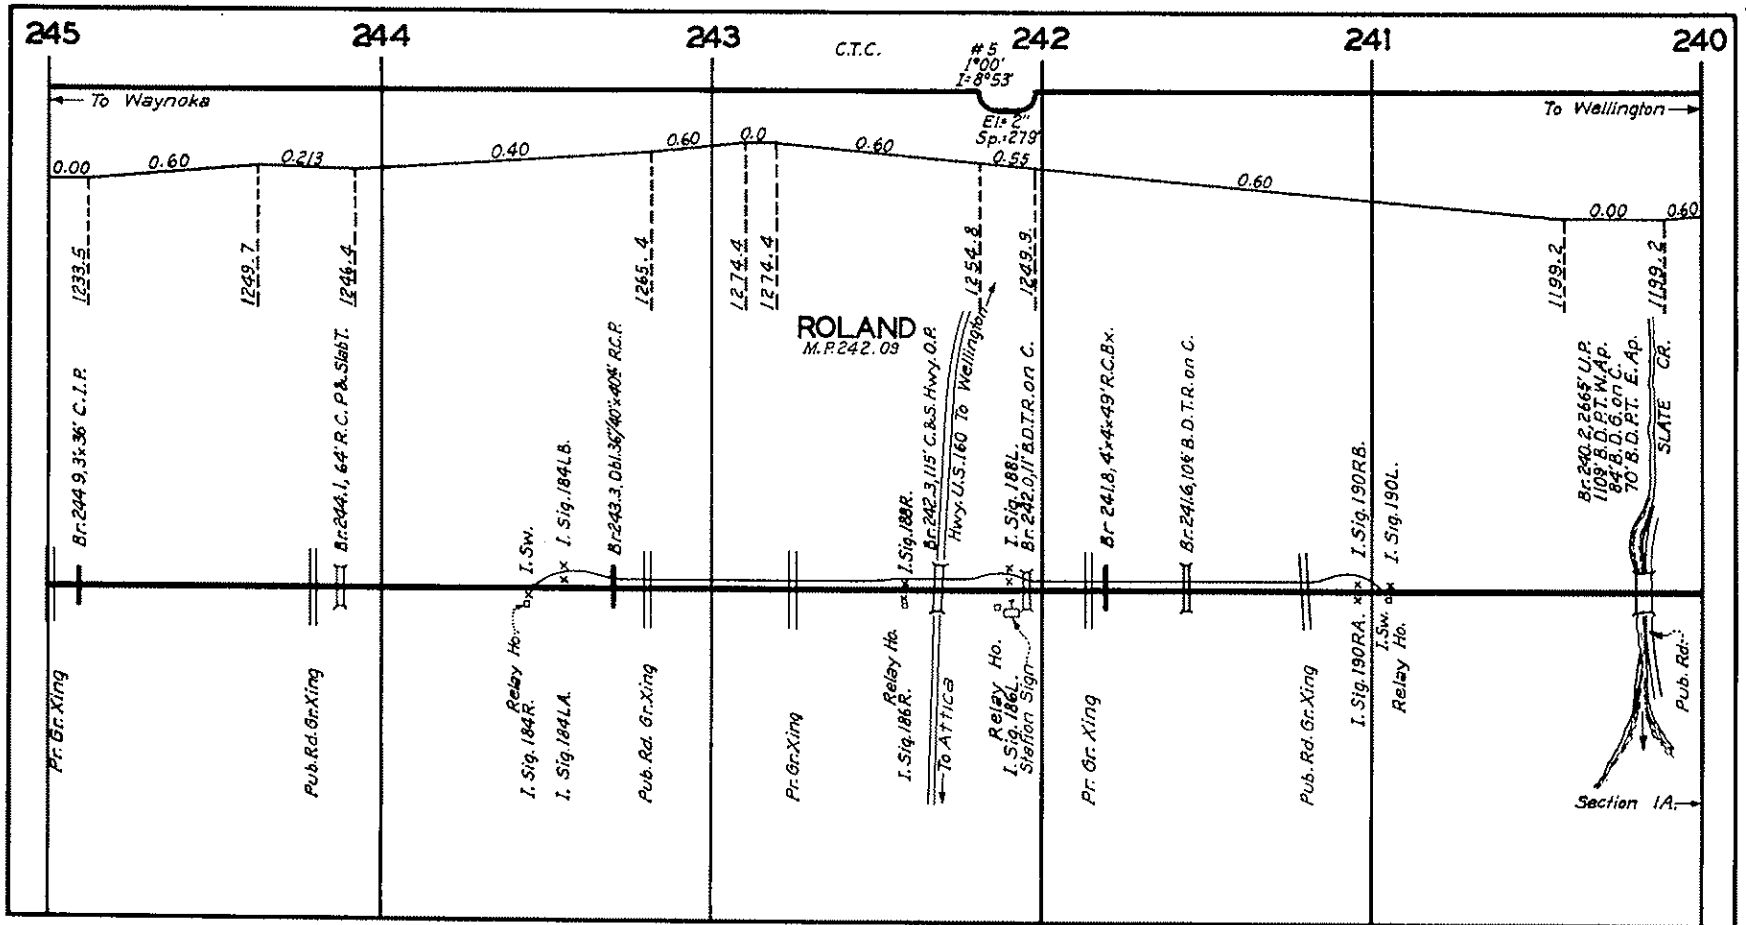 245
244
243
C.T.C.
# 5
1°00'
I=8°53'
242
241
240
To Waynoka
To Wellington
El.=2"
Sp.=279'
0.00
0.60
0.213
0.40
0.60
0.0
0.60
0.55
0.60
0.00
0.60
1233.5
1249.7
1246.4
1265.4
1274.4
1274.4
1254.8
1249.9
1199.2
1199.2
ROLAND
M.P. 242.09
Br. 244.9, 3'x36' C.I.P.
Br. 244.1, 64' R.C.P. & Slab T.
I. Sw.
I. Sig. 184LB.
Br. 243.3, Dbl. 36"/40'x40' R.C.P.
I. Sig. 188R.
Br. 242.3, 115' C.&S. Hwy. O.P.
Hwy. U.S. 160 To Wellington
I. Sig. 188L.
Br. 242.0, 11' B.D.T.R. on C.
Br 241.8, 4'x4'x49' R.C.Bx.
Br. 241.6, 106' B.D.T.R. on C.
I. Sig. 190RB.
I. Sig. 190L.
Br. 240.2, 266.5' U.P.
110.9' B.D.PT. W. Ap.
84' B.D.G. on C.
70' B.D.PT. E. Ap.
SLATE CR.
Pr. Gr. Xing
Pub. Rd. Gr. Xing
Relay Ho.
I. Sig. 184R.
I. Sig. 184LA.
Pub. Rd. Gr. Xing
Pr. Gr. Xing
Relay Ho.
I. Sig. 186R.
To Attica
Relay Ho.
I. Sig. 186L.
Station Sign
Pr. Gr. Xing
Pub. Rd. Gr. Xing
I. Sig. 190RA.
I. Sw.
Relay Ho.
Pub. Rd.
Section 1A.